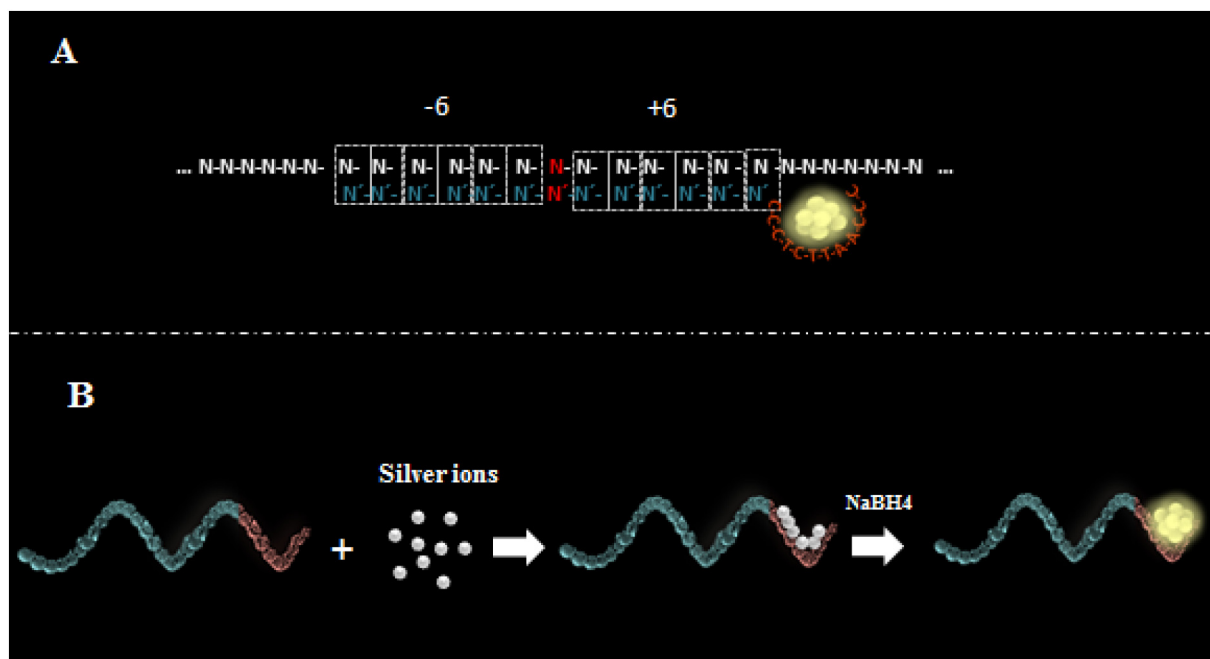 A
-6 +6
... N-N-N-N-N-N- N- N- N- N- N- N- N- N- N- N- N- N- N -N-N-N-N-N-N-N ...
N´- N´- N´- N´- N´- N´- N´- N´- N´- N´- N´- N´- N´
C-C-C-T-C-T-T-A-A-C-C-C
B
Silver ions
+
NaBH4